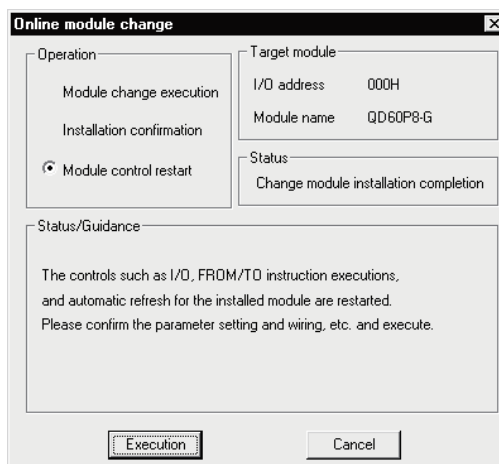 Online module change
Operation
Module change execution
Installation confirmation
Module control restart
Target module
I/O address 000H
Module name QD60P8-G
Status
Change module installation completion
Status/Guidance
The controls such as I/O, FROM/TO instruction executions,
and automatic refresh for the installed module are restarted.
Please confirm the parameter setting and wiring, etc. and execute.
Execution
Cancel